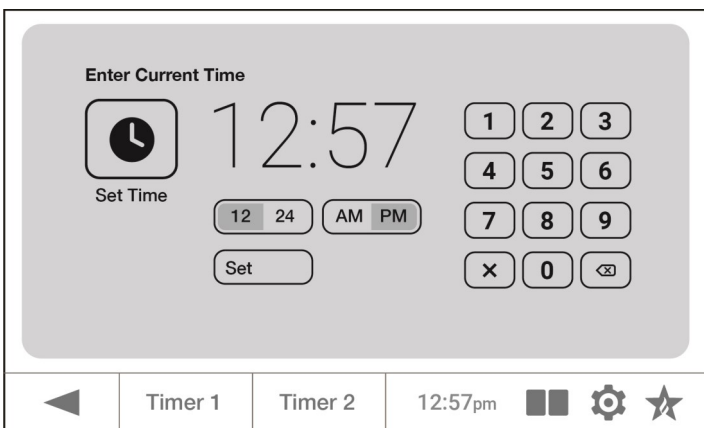 Enter Current Time
12:57
Set Time
12 24 AM PM
Set
1 2 3
4 5 6
7 8 9
× 0
Timer 1 Timer 2 12:57pm